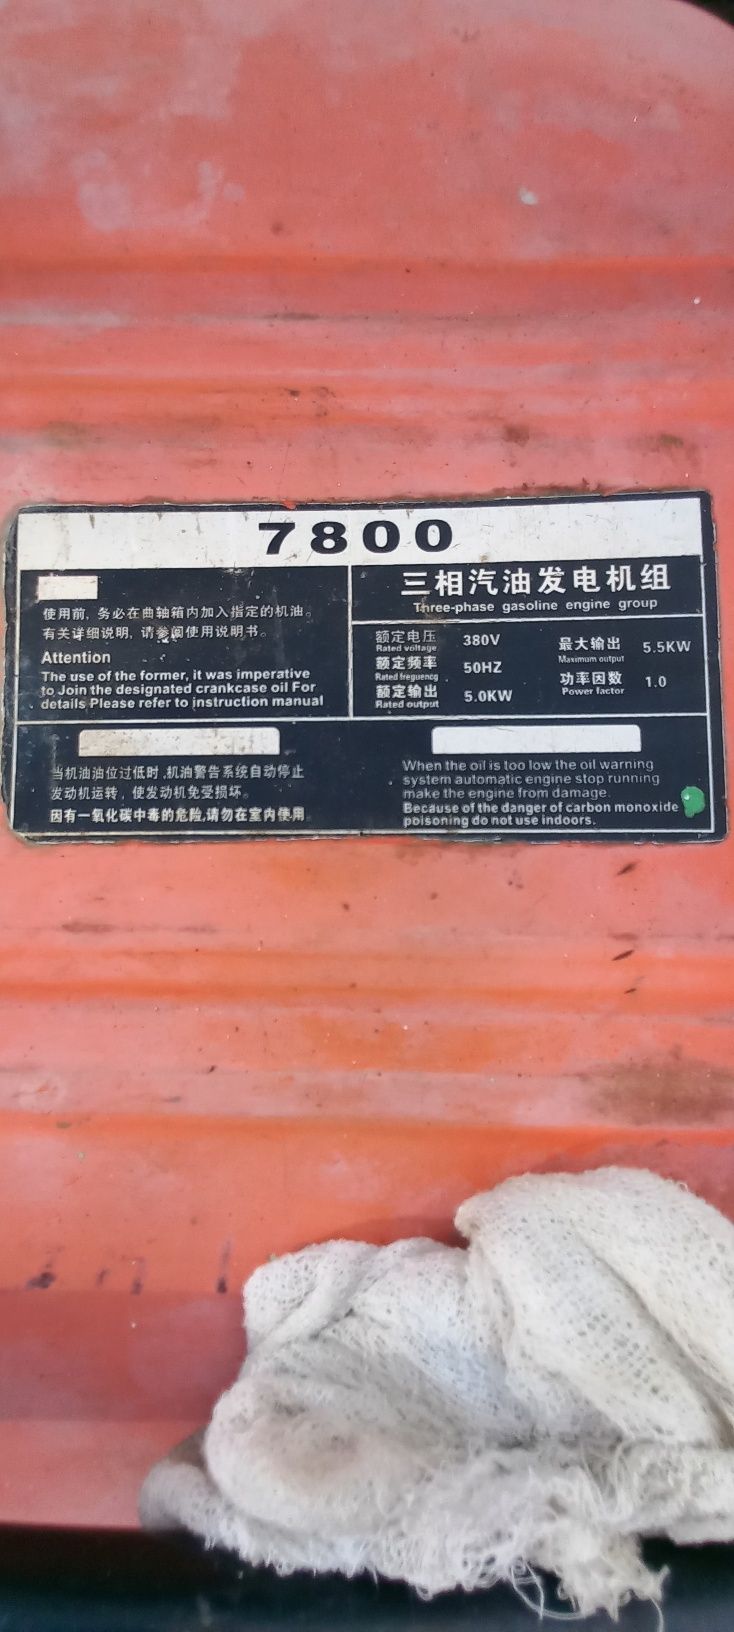 7800
使用前，务必在曲轴箱内加入指定的机油。
有关详细说明，请参阅使用说明书。
Attention
The use of the former, it was imperative
to Join the designated crankcase oil For
details Please refer to instruction manual
三相汽油发电机组
Three-phase gasoline engine group
额定电压 380V
Rated voltage
额定频率 50HZ
Rated freguency
额定输出 5.0KW
Rated output
最大输出 5.5KW
Maximum output
功率因数 1.0
Power factor
当机油油位过低时,机油警告系统自动停止
发动机运转，使发动机免受损坏.
因有一氧化碳中毒的危险,请勿在室内使用.
When the oil is too low the oil warning
system automatic engine stop running
make the engine from damage.
Because of the danger of carbon monoxide
poisoning do not use indoors.